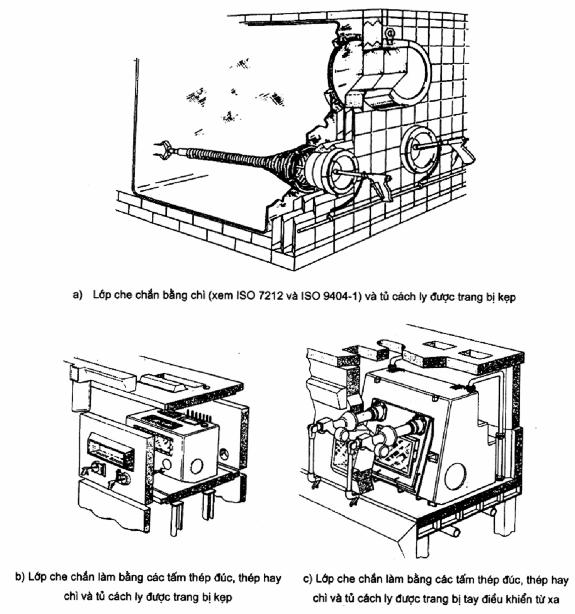 a) Lớp che chắn bằng chì (xem ISO 7212 và ISO 9404-1) và tủ cách ly được trang bị kẹp
b) Lớp che chắn làm bằng các tấm thép đúc, thép hay
chì và tủ cách ly được trang bị kẹp
c) Lớp che chắn làm bằng các tấm thép đúc, thép hay
chì và tủ cách ly được trang bị tay điều khiển từ xa